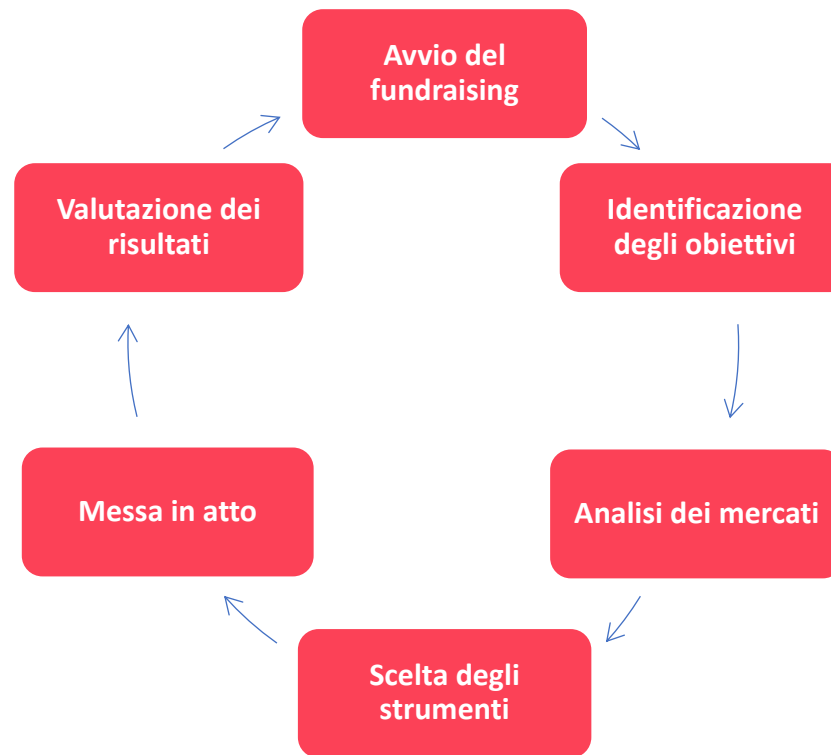 Avvio del
fundraising
Identificazione
degli obiettivi
Analisi dei mercati
Scelta degli
strumenti
Messa in atto
Valutazione dei
risultati